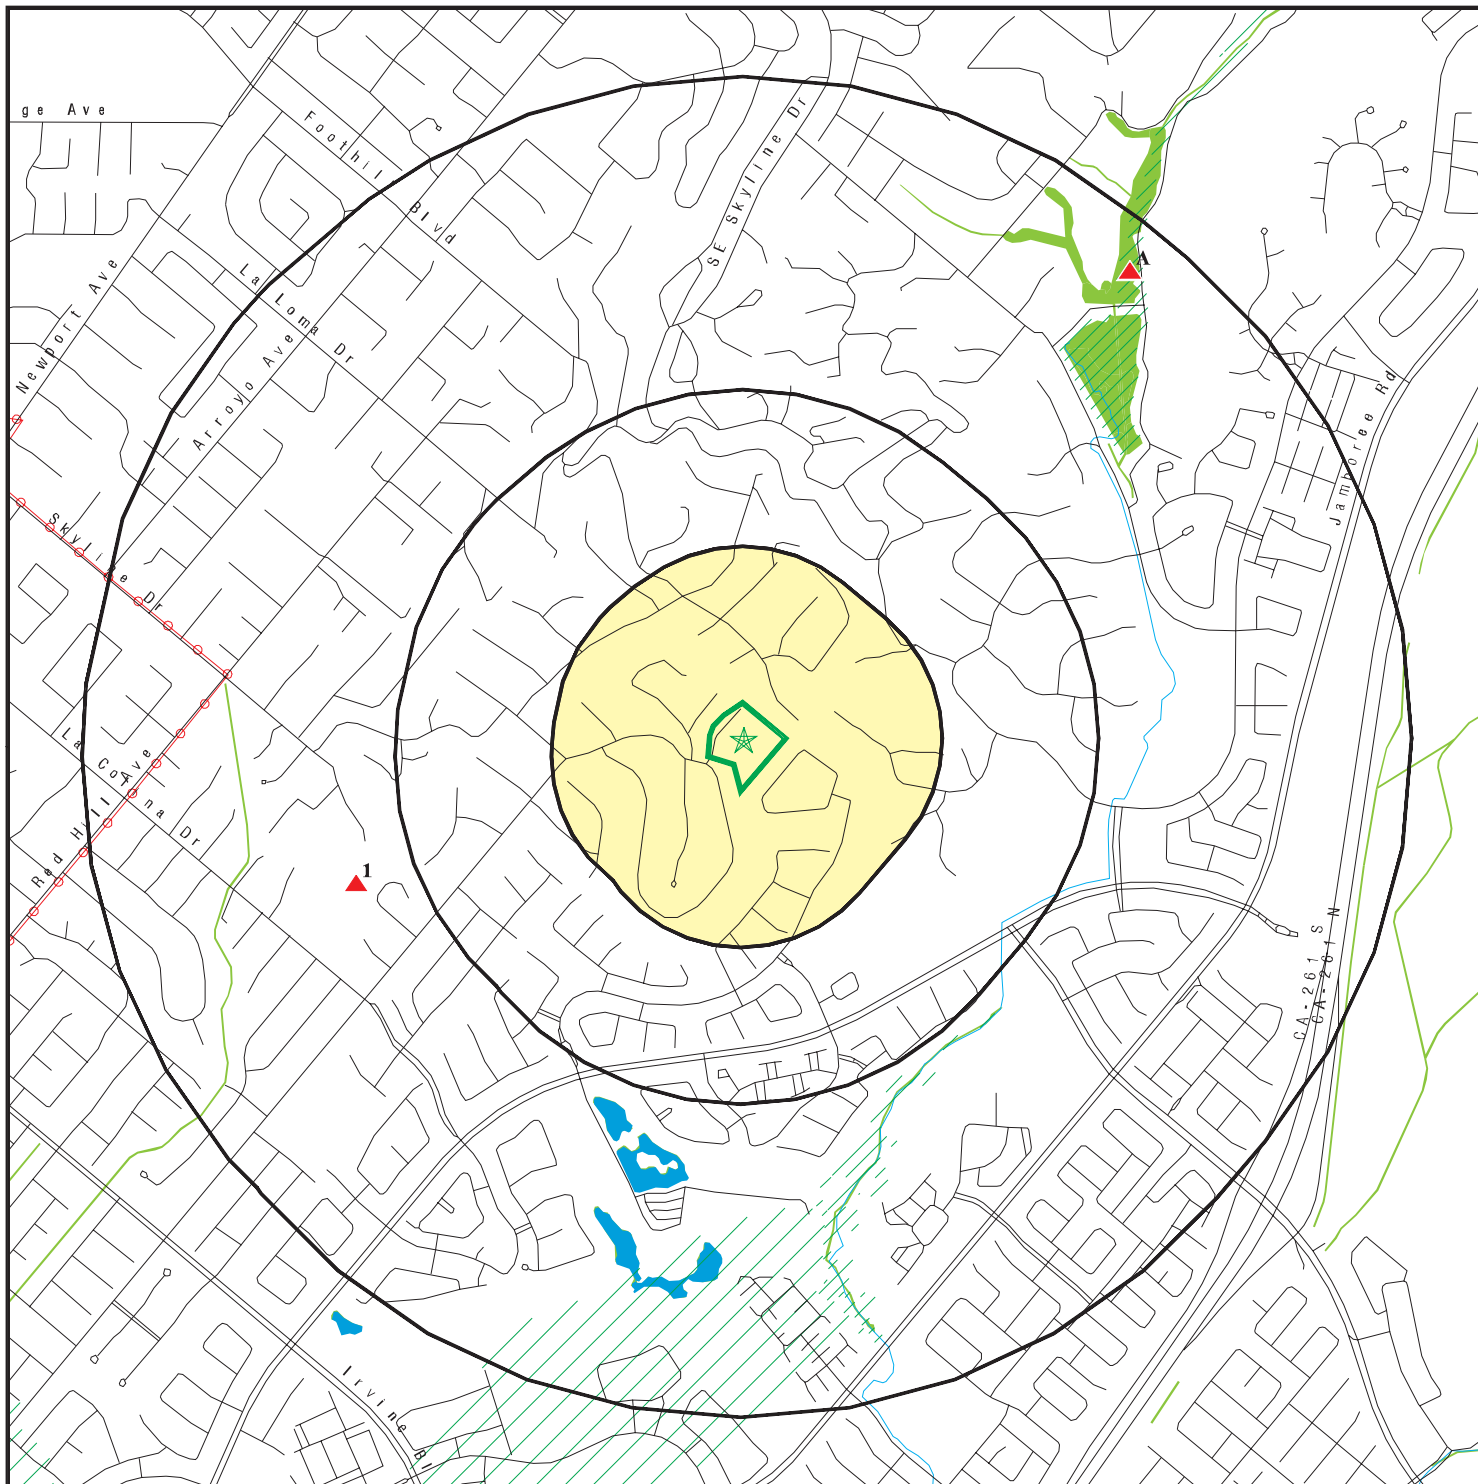 ge Ave
Foothill Blvd
SE Skyline Dr
A
La Loma Dr
Newport Ave
Arroyo Ave
Jamboree Rd
Skyline Dr
La Colina Dr
Red Hill Ave
1
CA-261 S
CA-261 N
Irvine Bl